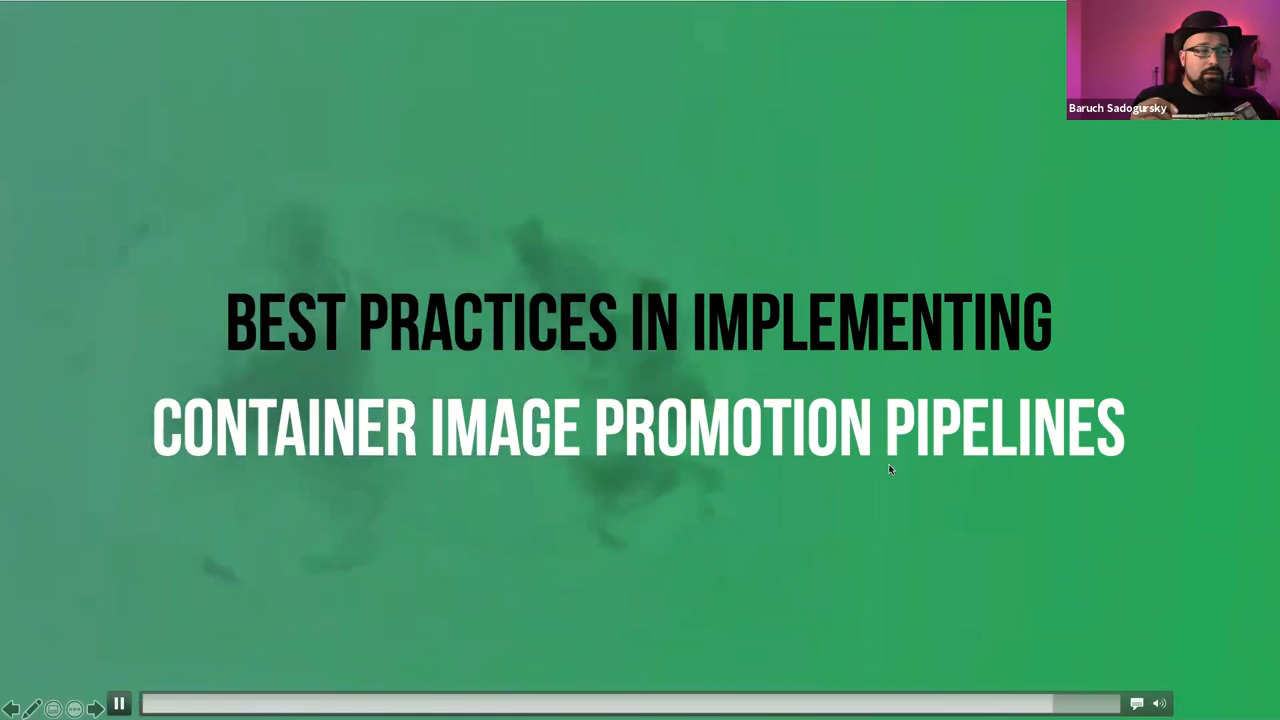 Baruch Sadogursky
BEST PRACTICES IN IMPLEMENTING
CONTAINER IMAGE PROMOTION PIPELINES